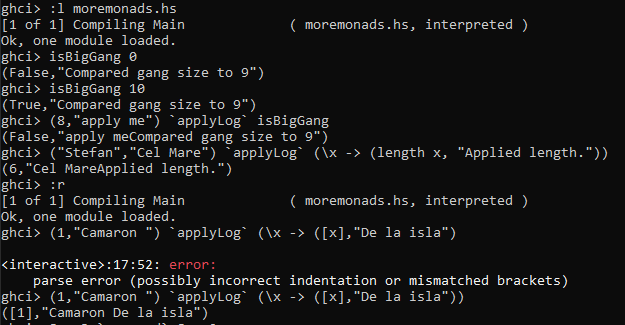 ghci> :l moremonads.hs
[1 of 1] Compiling Main             ( moremonads.hs, interpreted )
Ok, one module loaded.
ghci> isBigGang 0
(False,"Compared gang size to 9")
ghci> isBigGang 10
(True,"Compared gang size to 9")
ghci> (8,"apply me") `applyLog` isBigGang
(False,"apply meCompared gang size to 9")
ghci> ("Stefan","Cel Mare") `applyLog` (\x -> (length x, "Applied length."))
(6,"Cel MareApplied length.")
ghci> :r
[1 of 1] Compiling Main             ( moremonads.hs, interpreted )
Ok, one module loaded.
ghci> (1,"Camaron ") `applyLog` (\x -> ([x],"De la isla")

<interactive>:17:52: error:
    parse error (possibly incorrect indentation or mismatched brackets)
ghci> (1,"Camaron ") `applyLog` (\x -> ([x],"De la isla"))
([1],"Camaron De la isla")